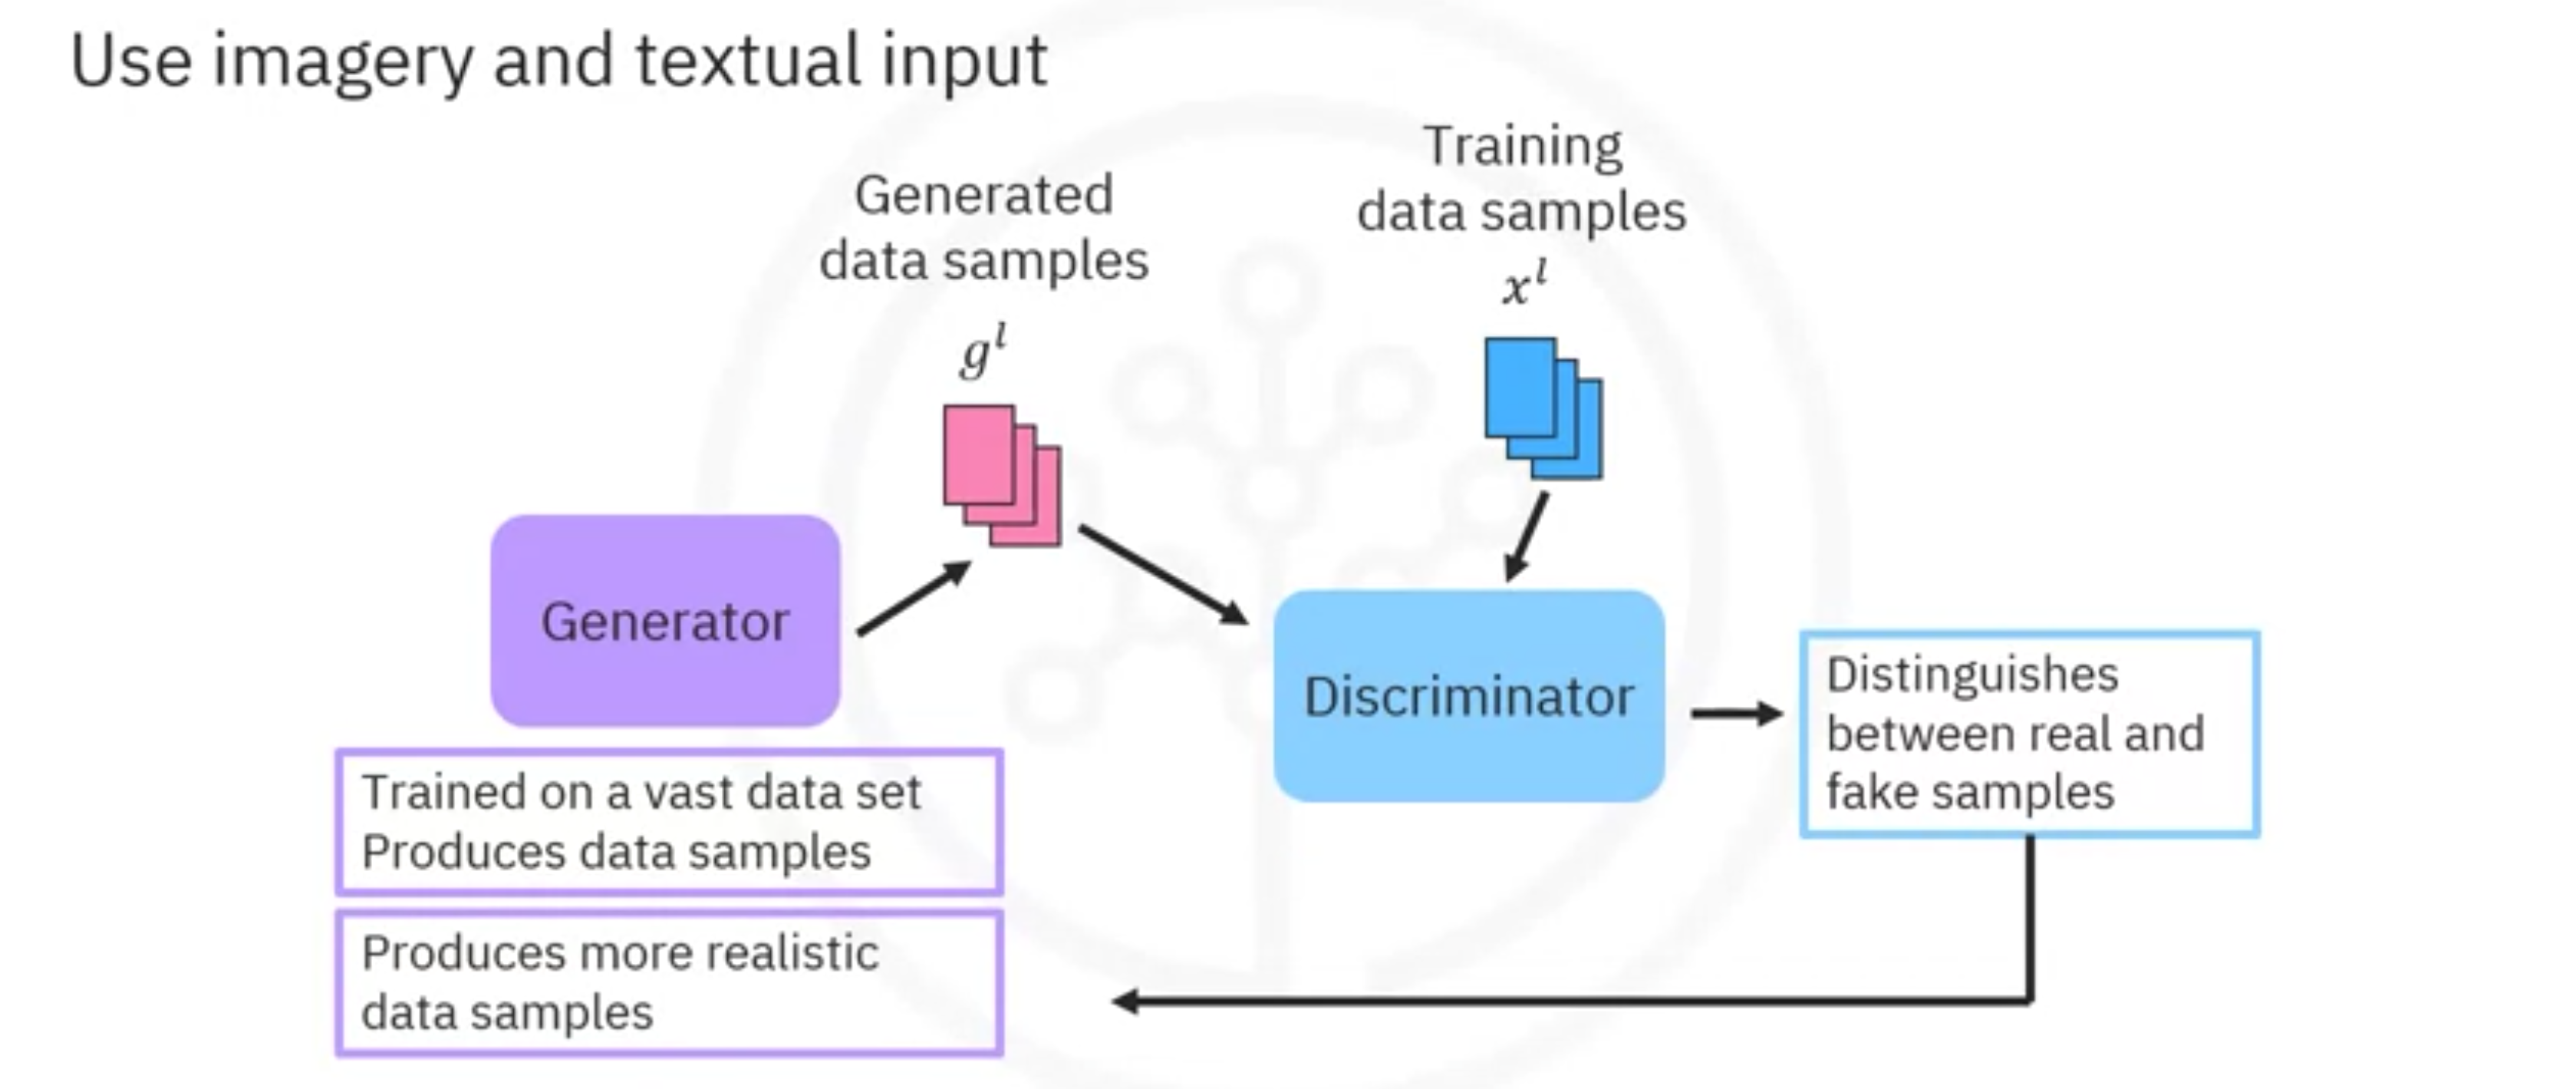 Use imagery and textual input
Generated
data samples
g^l
Training
data samples
x^l
Generator
Discriminator
Distinguishes
between real and
fake samples
Trained on a vast data set
Produces data samples
Produces more realistic
data samples